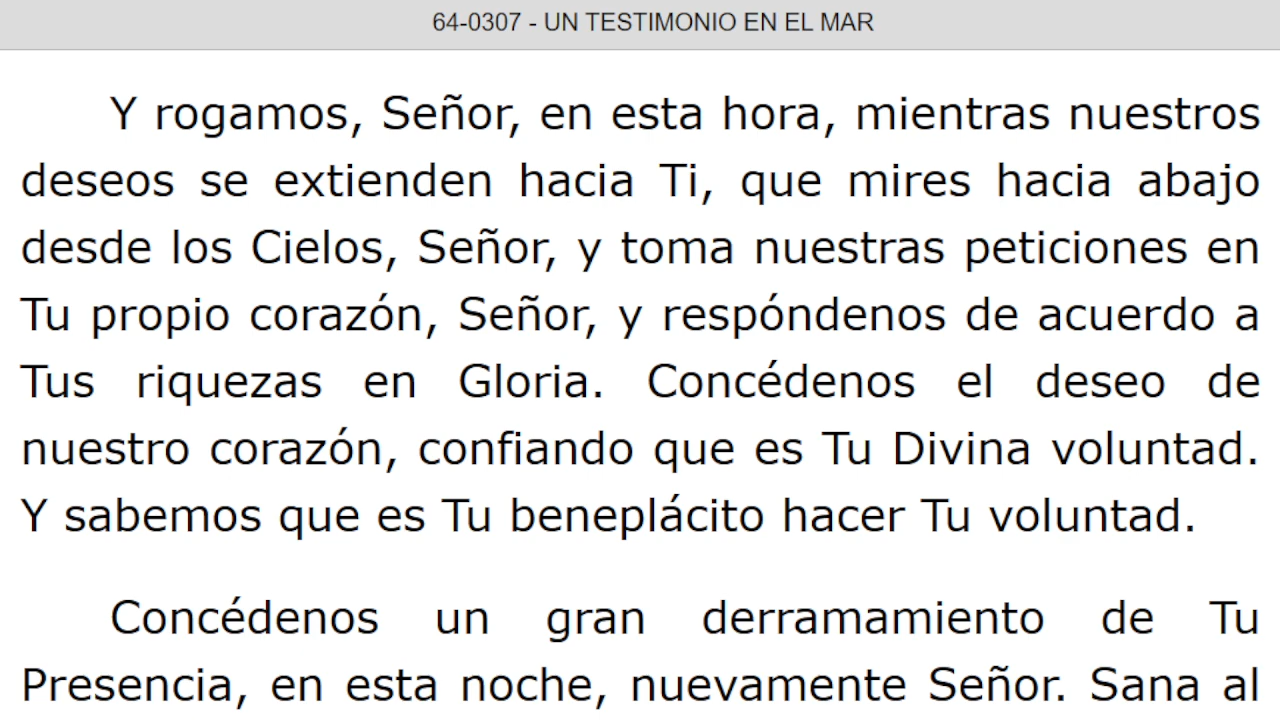 64-0307 - UN TESTIMONIO EN EL MAR
Y rogamos, Señor, en esta hora, mientras nuestros
deseos se extienden hacia Ti, que mires hacia abajo
desde los Cielos, Señor, y toma nuestras peticiones en
Tu propio corazón, Señor, y respóndenos de acuerdo a
Tus riquezas en Gloria. Concédenos el deseo de
nuestro corazón, confiando que es Tu Divina voluntad.
Y sabemos que es Tu beneplácito hacer Tu voluntad.
Concédenos un gran derramamiento de Tu
Presencia, en esta noche, nuevamente Señor. Sana al